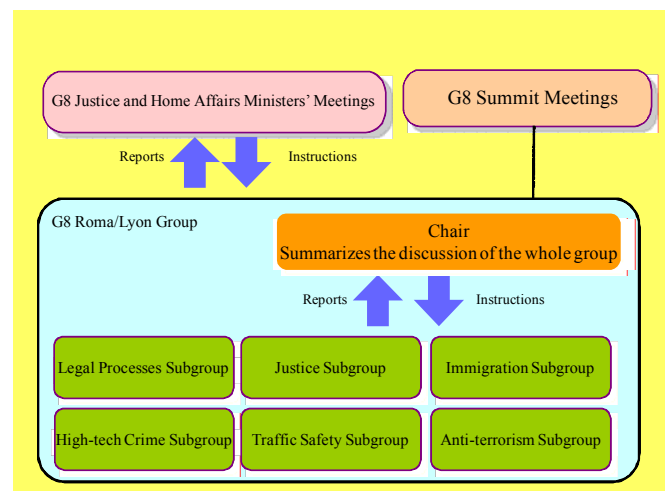 G8 Justice and Home Affairs Ministers' Meetings
G8 Summit Meetings
Reports
Instructions
G8 Roma/Lyon Group
Chair
Summarizes the discussion of the whole group
Reports
Instructions
Legal Processes Subgroup
Justice Subgroup
Immigration Subgroup
High-tech Crime Subgroup
Traffic Safety Subgroup
Anti-terrorism Subgroup